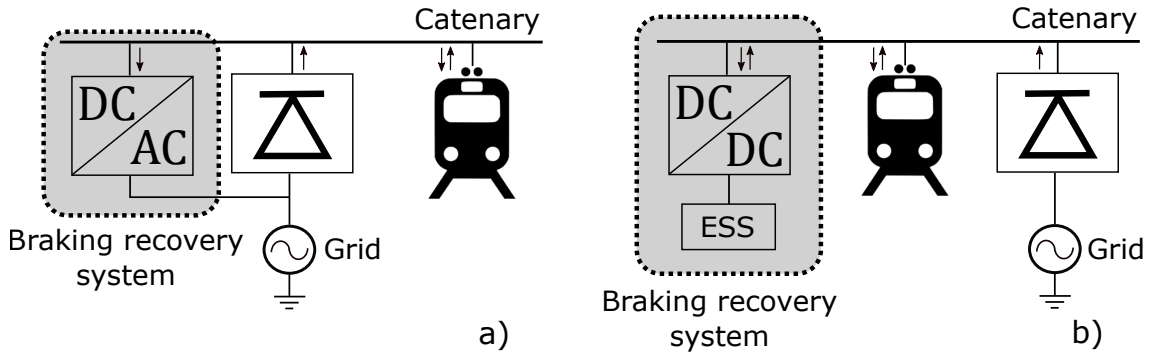 Catenary
DC
AC
Braking recovery
system
Grid
a)
Catenary
DC
DC
ESS
Braking recovery
system
Grid
b)